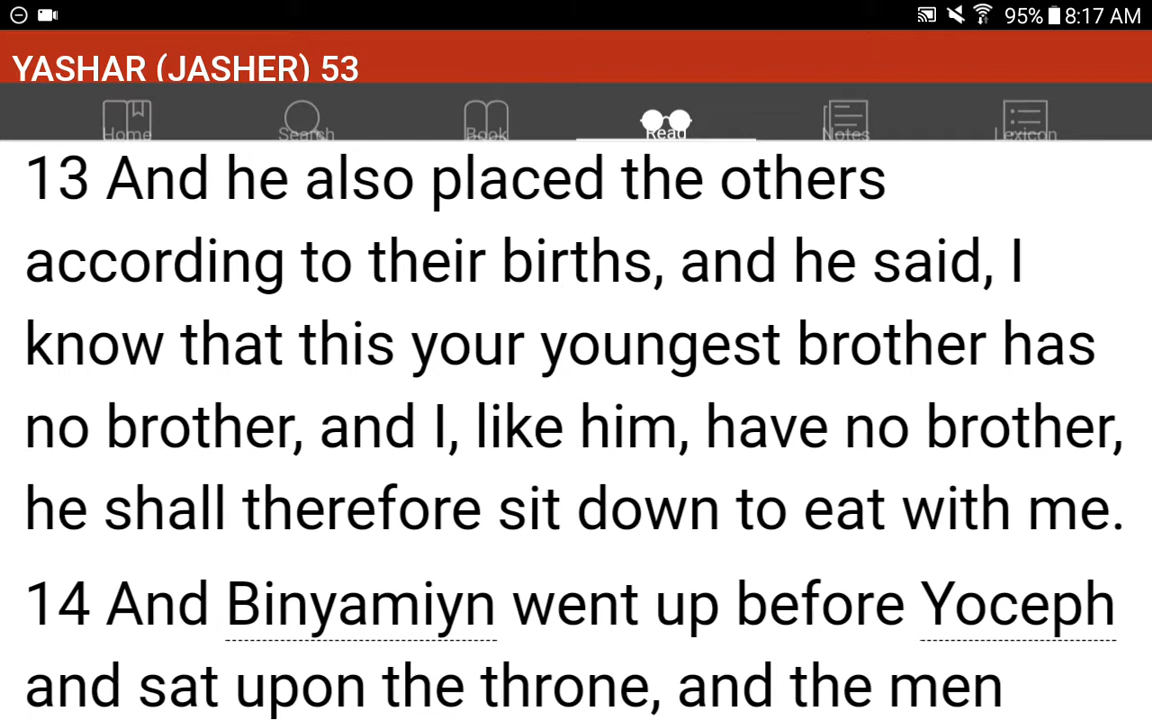 95% 8:17 AM
YASHAR (JASHER) 53
Home Search Book Read Notes Lexicon
13 And he also placed the others
according to their births, and he said, I
know that this your youngest brother has
no brother, and I, like him, have no brother,
he shall therefore sit down to eat with me.
14 And Binyamiyn went up before Yoceph
and sat upon the throne, and the men